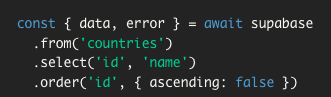 const { data, error } = await supabase
.from('countries')
.select('id', 'name')
.order('id', { ascending: false })